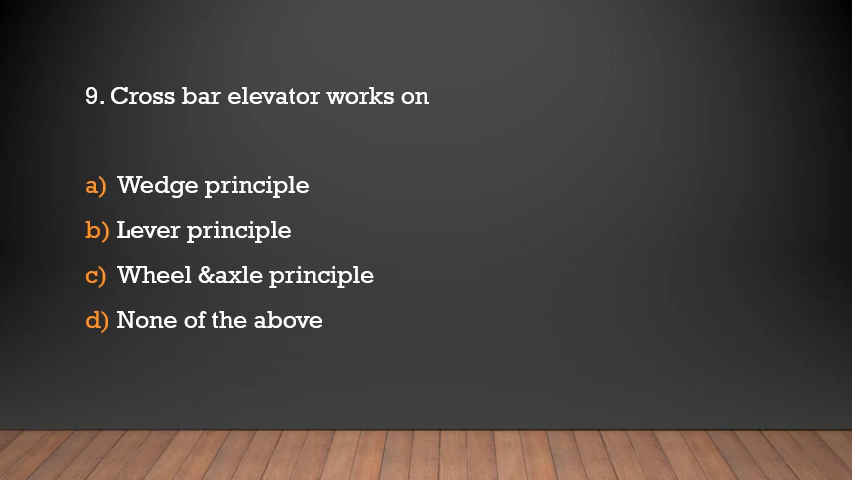 9. Cross bar elevator works on
a) Wedge principle
b) Lever principle
c) Wheel &axle principle
d) None of the above